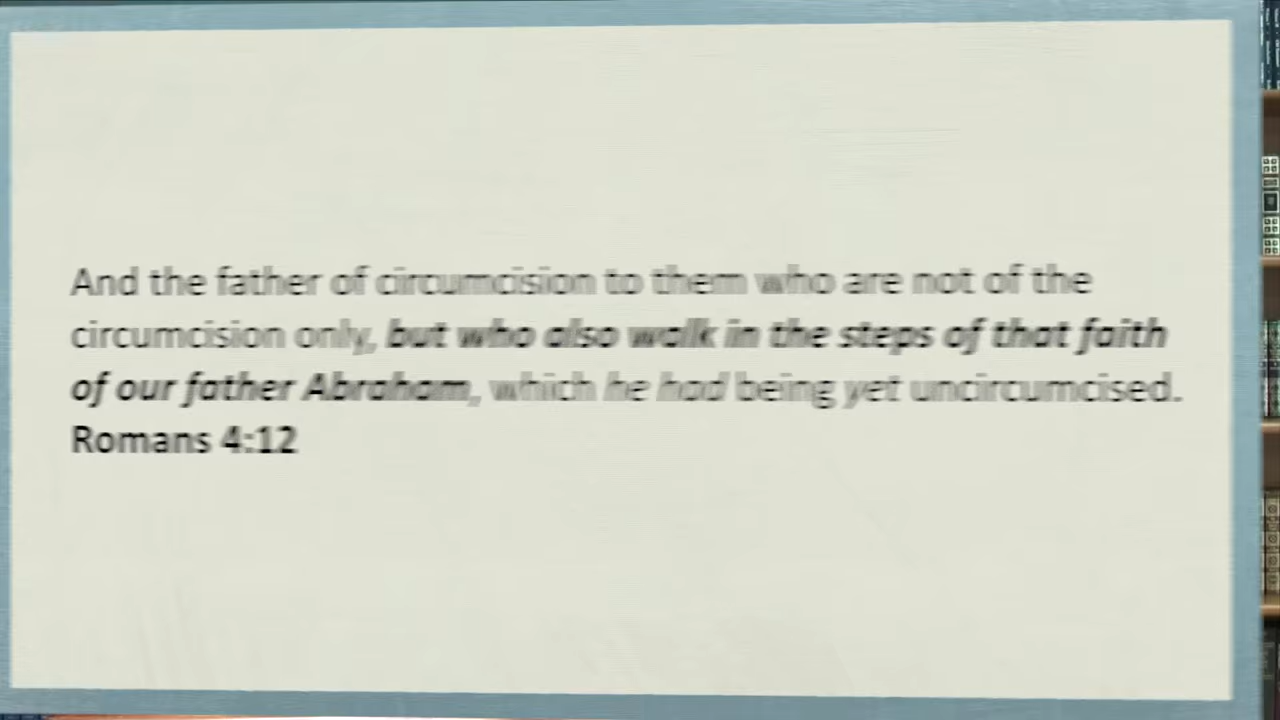 And the father of circumcision to them who are not of the
circumcision only, but who also walk in the steps of that faith
of our father Abraham, which he had being yet uncircumcised.
Romans 4:12